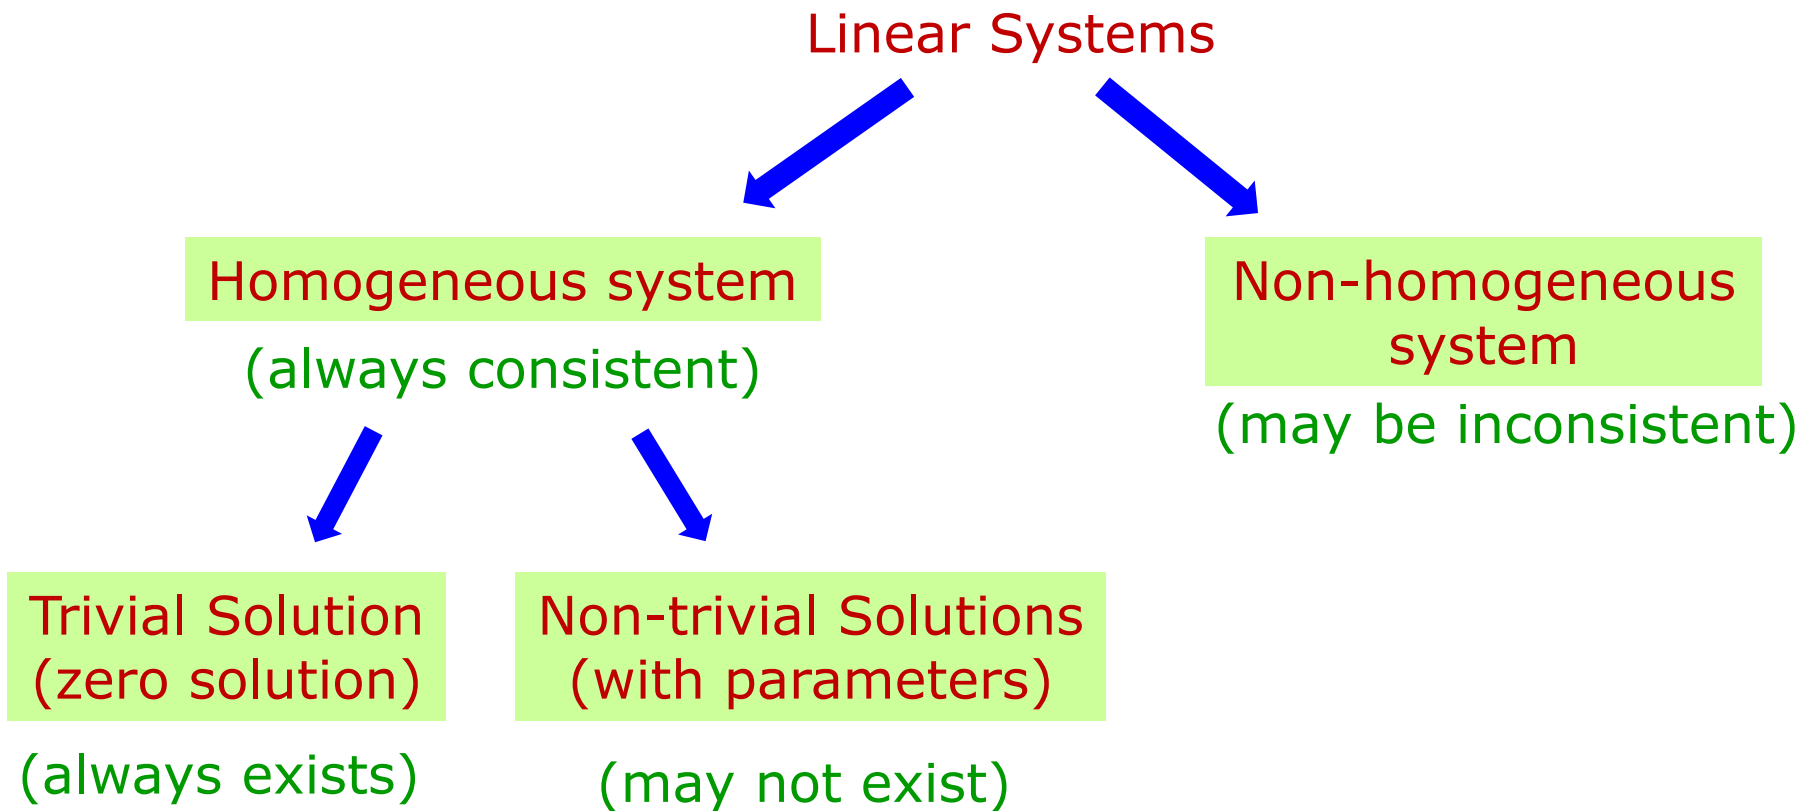 Linear Systems
Homogeneous system
(always consistent)
Non-homogeneous
system
(may be inconsistent)
Trivial Solution
(zero solution)
(always exists)
Non-trivial Solutions
(with parameters)
(may not exist)